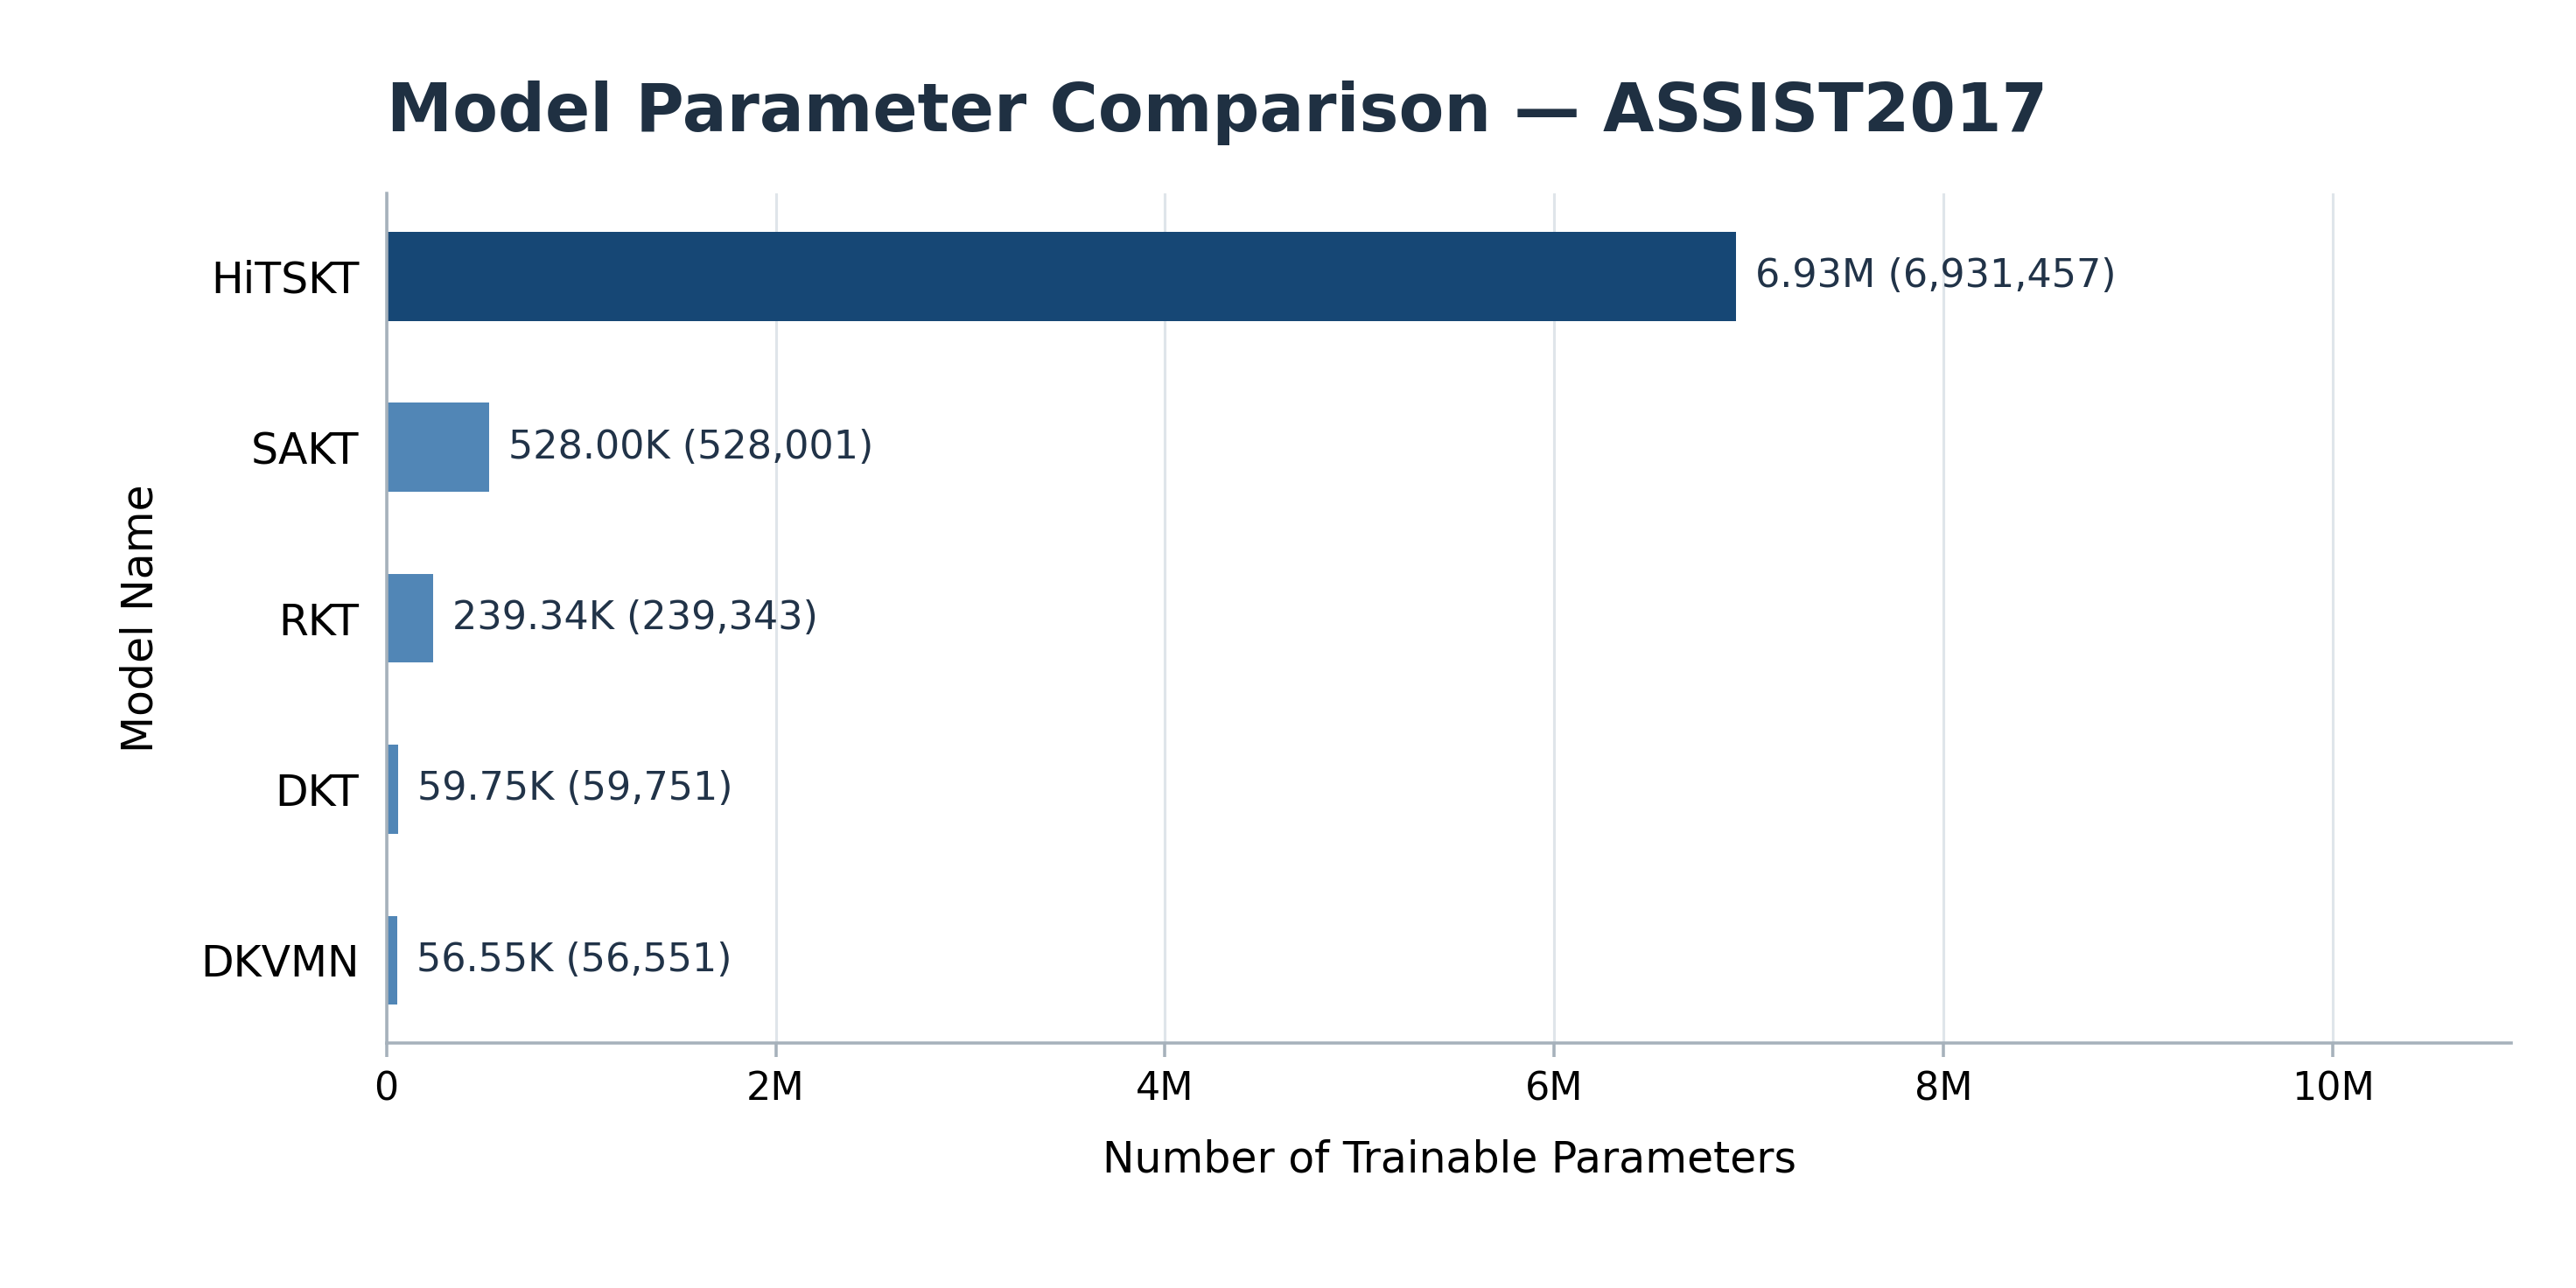 Model Parameter Comparison — ASSIST2017
HiTSKT
6.93M (6,931,457)
SAKT
528.00K (528,001)
RKT
239.34K (239,343)
DKT
59.75K (59,751)
DKVMN
56.55K (56,551)
Model Name
0 2M 4M 6M 8M 10M
Number of Trainable Parameters